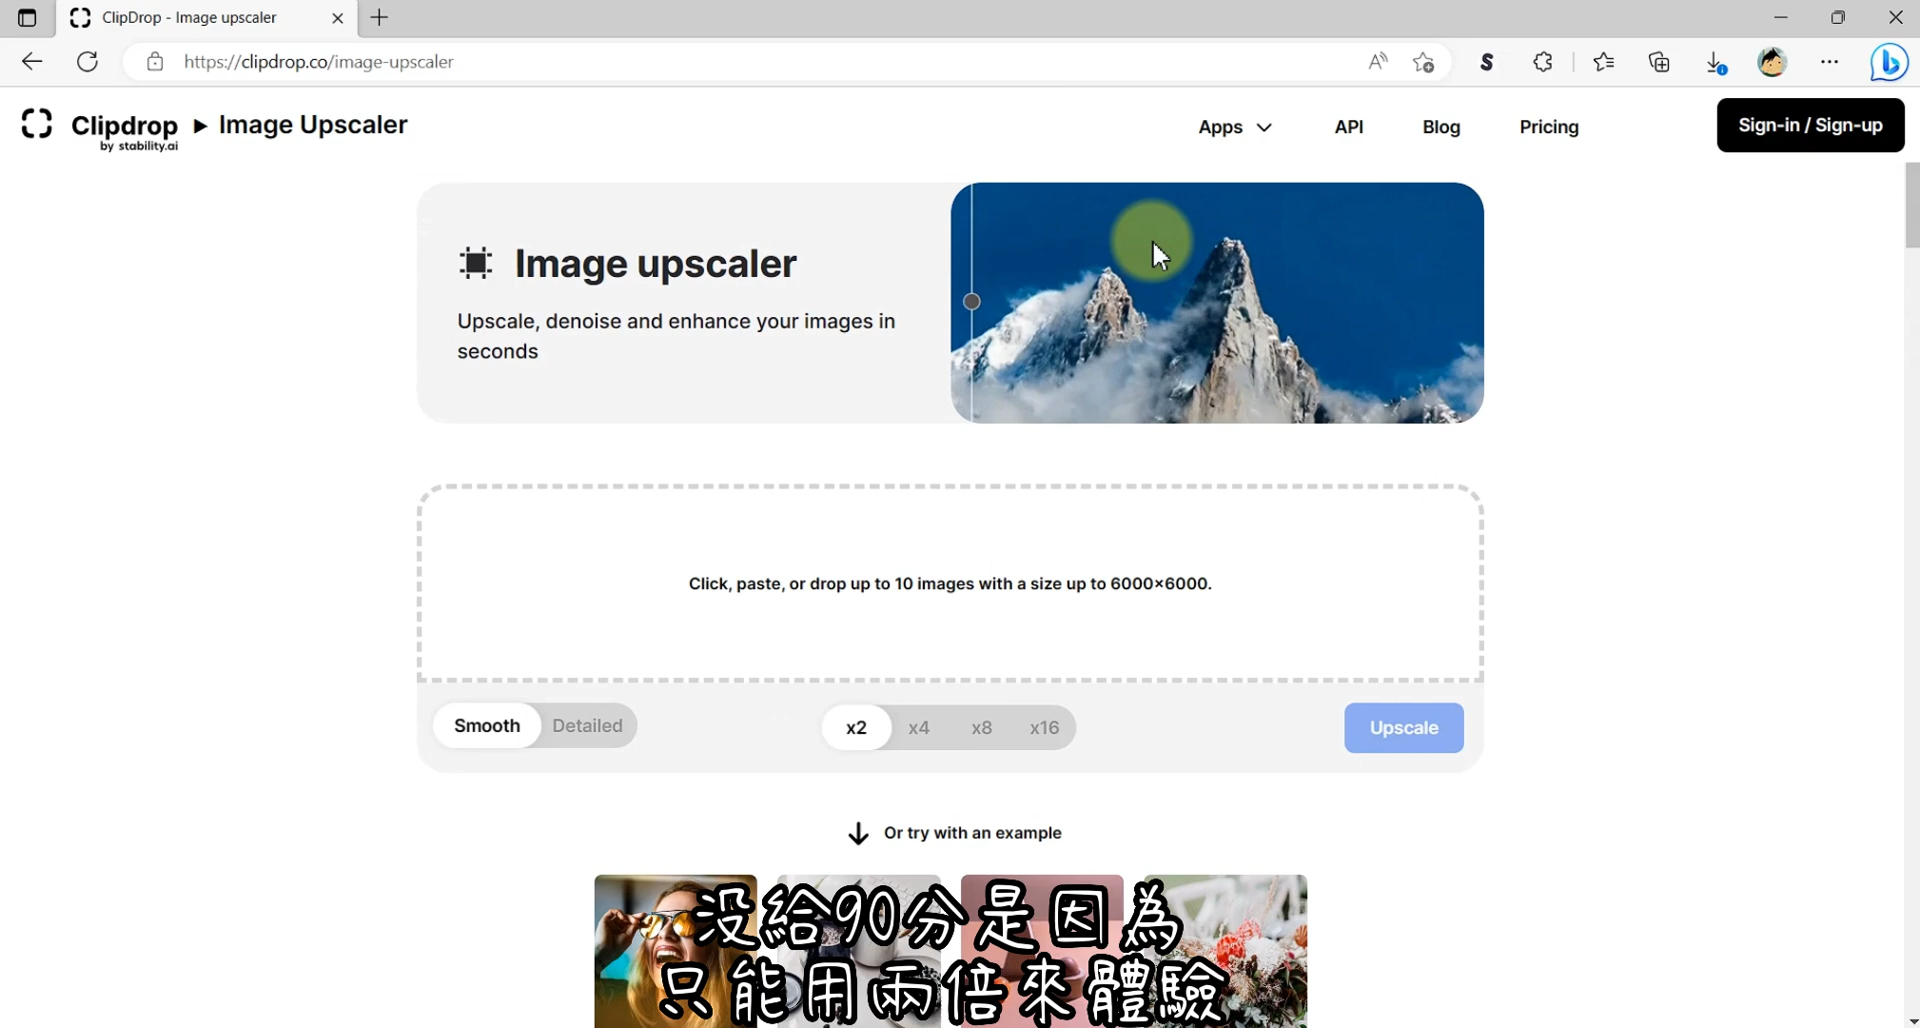 ClipDrop - Image upscaler
https://clipdrop.co/image-upscaler
Clipdrop ▶ Image Upscaler
by stability.ai
Apps
API
Blog
Pricing
Sign-in / Sign-up
Image upscaler
Upscale, denoise and enhance your images in
seconds
Click, paste, or drop up to 10 images with a size up to 6000×6000.
Smooth
Detailed
x2
x4
x8
x16
Upscale
Or try with an example
没給90分是因為
只能用兩倍來體驗